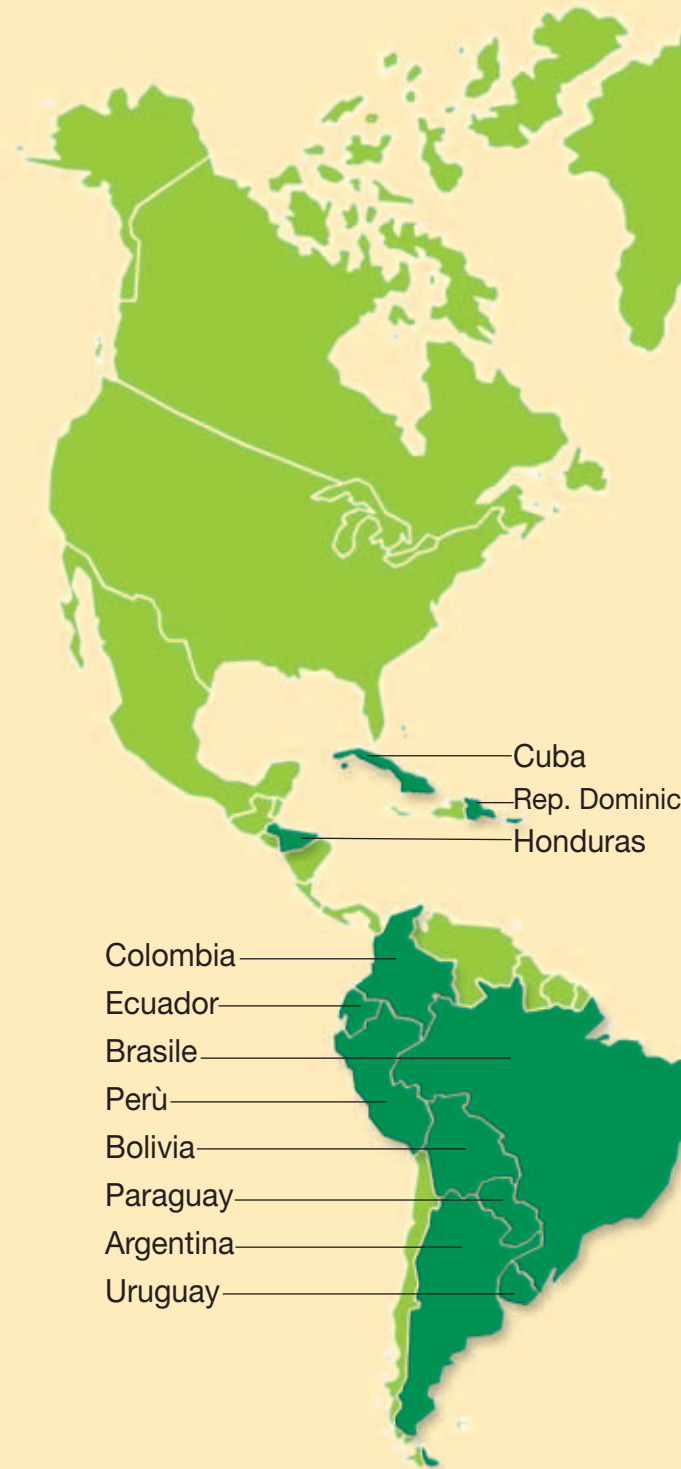 Cuba
Rep. Dominic
Honduras
Colombia
Ecuador
Brasile
Perù
Bolivia
Paraguay
Argentina
Uruguay